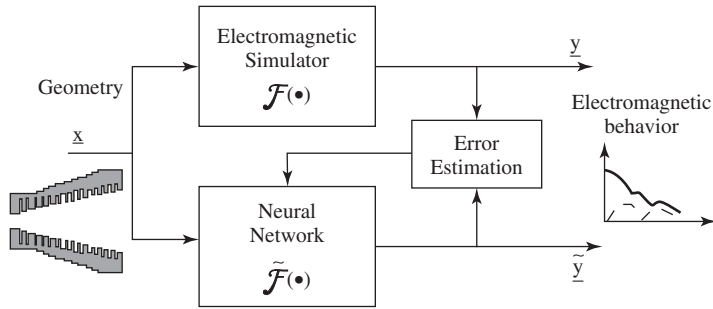 Electromagnetic
Simulator
ℱ(•)
y
Geometry
x
Electromagnetic
behavior
Error
Estimation
Neural
Network
ℱ̃(•)
ỹ